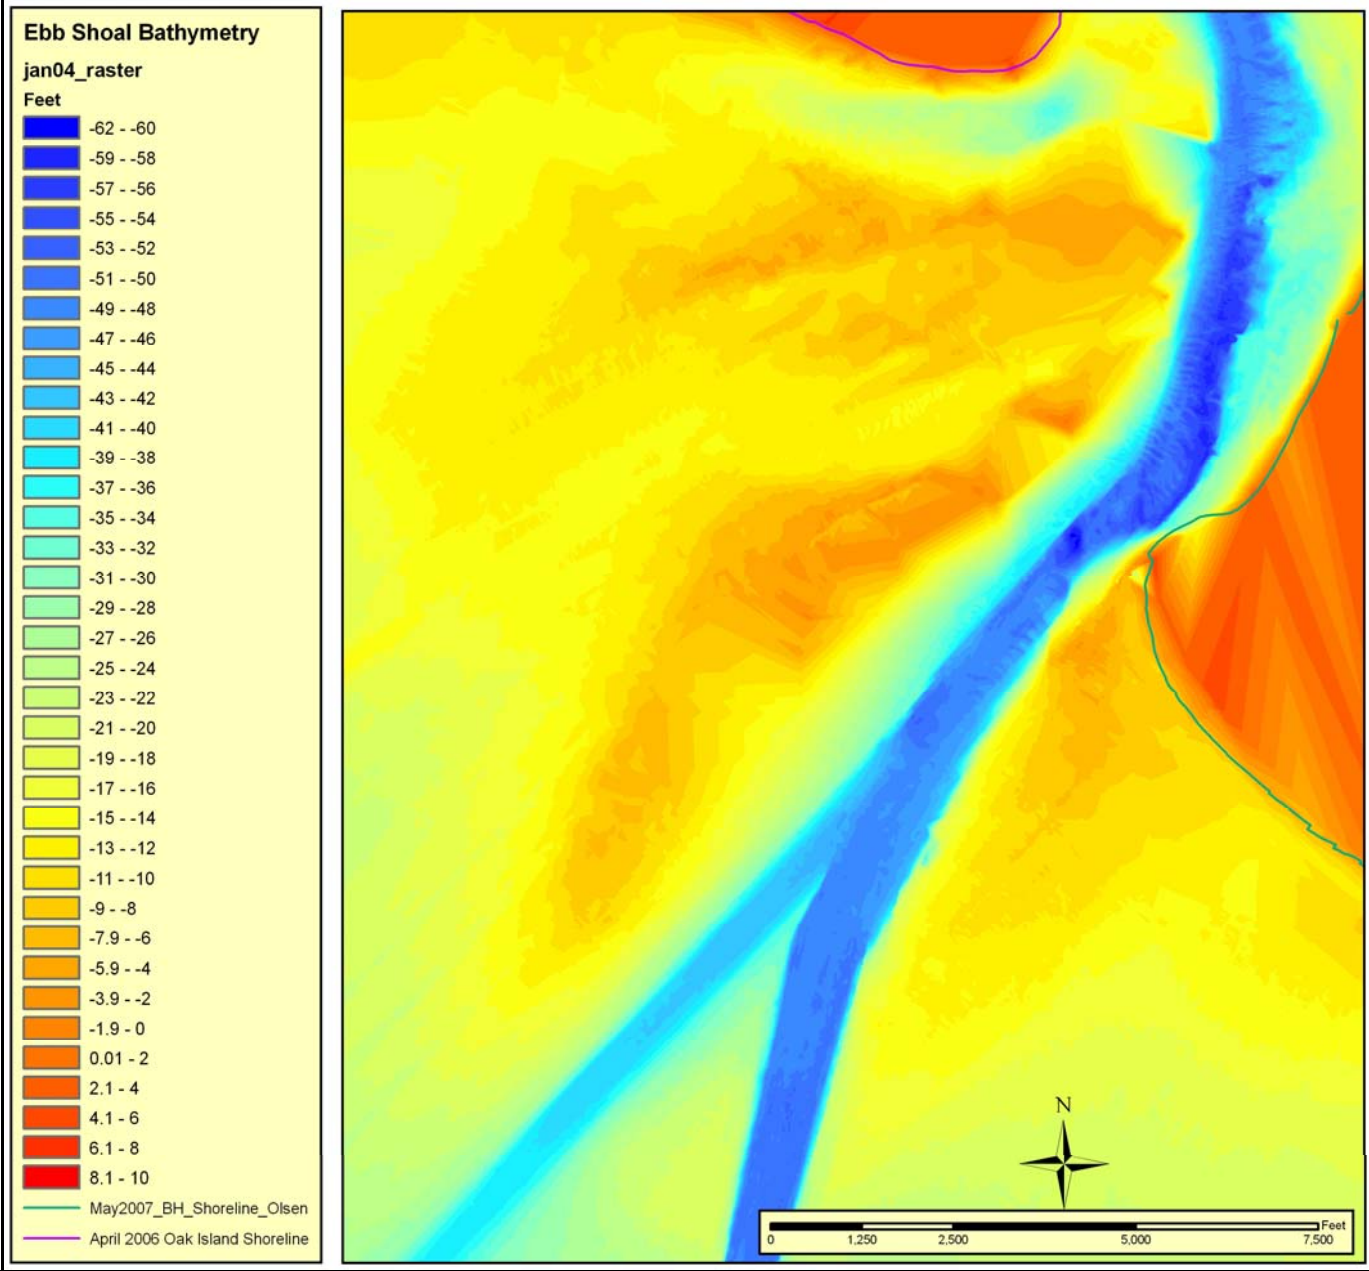 Ebb Shoal Bathymetry
jan04_raster
Feet
-62 - -60
-59 - -58
-57 - -56
-55 - -54
-53 - -52
-51 - -50
-49 - -48
-47 - -46
-45 - -44
-43 - -42
-41 - -40
-39 - -38
-37 - -36
-35 - -34
-33 - -32
-31 - -30
-29 - -28
-27 - -26
-25 - -24
-23 - -22
-21 - -20
-19 - -18
-17 - -16
-15 - -14
-13 - -12
-11 - -10
-9 - -8
-7.9 - -6
-5.9 - -4
-3.9 - -2
-1.9 - 0
0.01 - 2
2.1 - 4
4.1 - 6
6.1 - 8
8.1 - 10
May2007_BH_Shoreline_Olsen
April 2006 Oak Island Shoreline
N
Feet
0 1,250 2,500 5,000 7,500